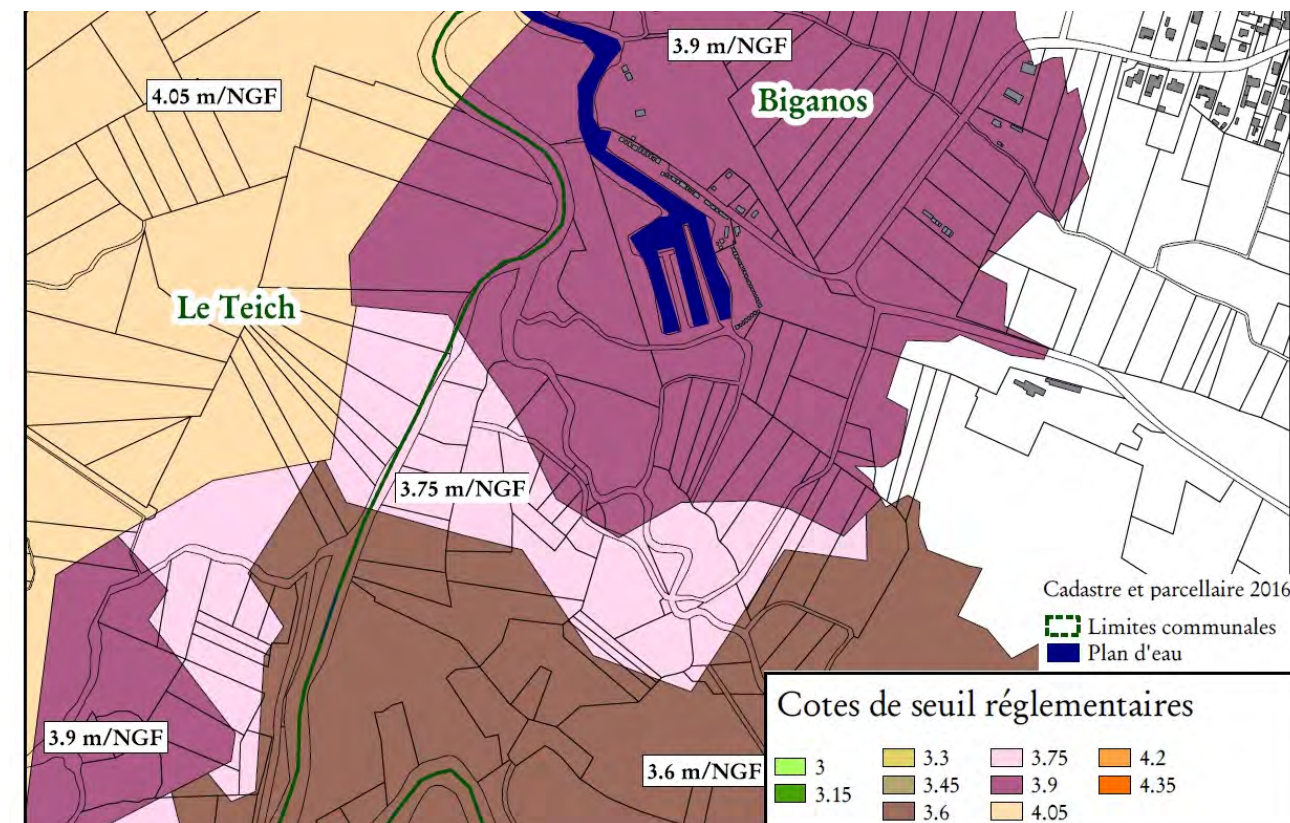 3.9 m/NGF
4.05 m/NGF
Biganos
Le Teich
3.75 m/NGF
Cadastre et parcellaire 2016
Limites communales
Plan d'eau
Cotes de seuil réglementaires
3.9 m/NGF
3.6 m/NGF
3
3.15
3.3
3.45
3.6
3.75
3.9
4.05
4.2
4.35